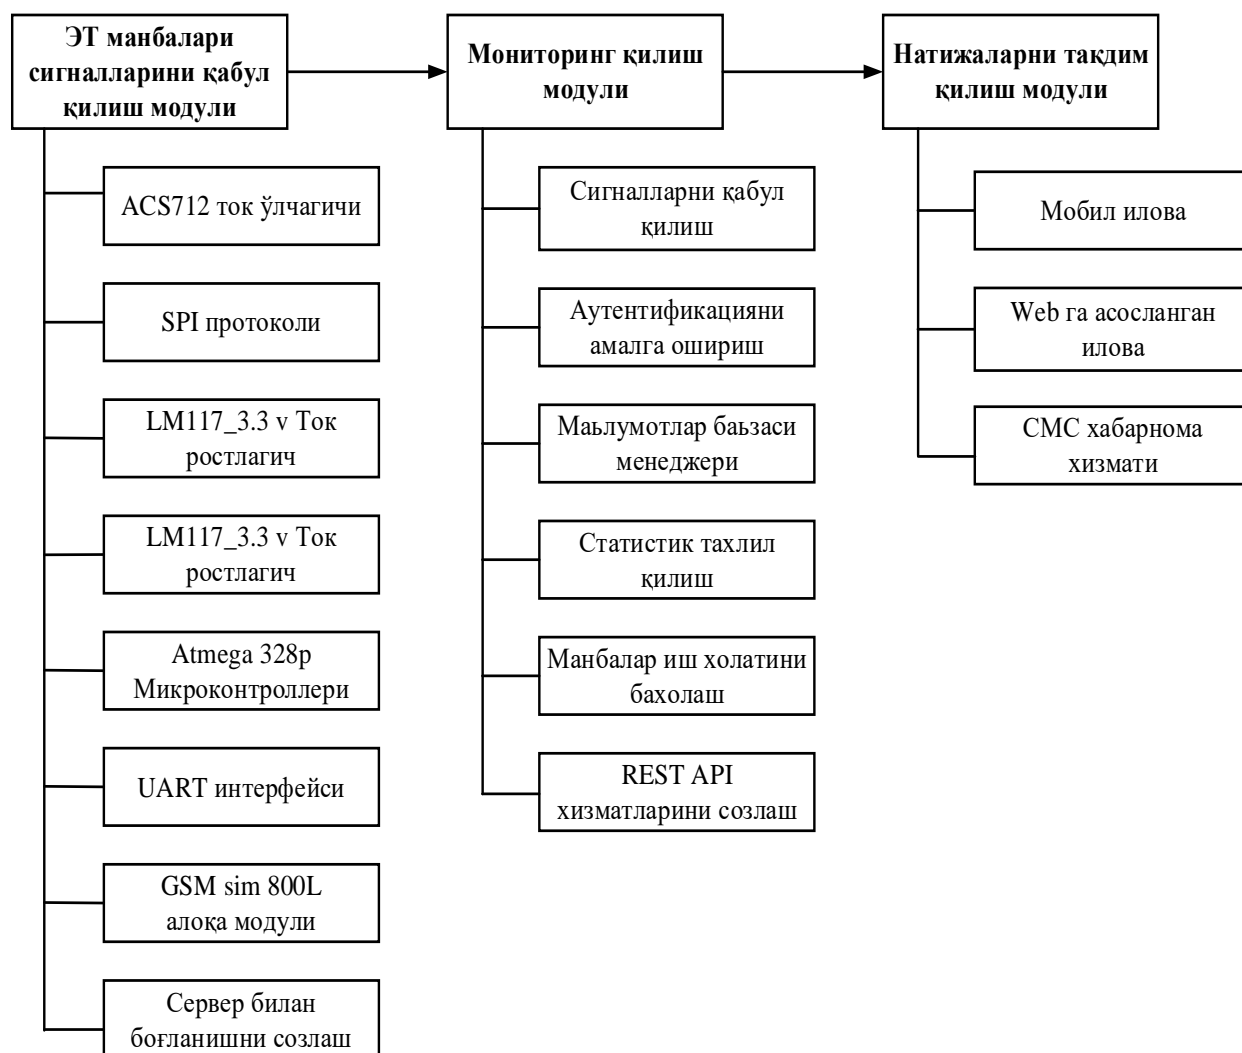 ЭТ манбалари
сигналларини қабул
қилиш модули
ACS712 ток ўлчагичи
SPI протоколи
LM117_3.3 v Ток
ростлагич
LM117_3.3 v Ток
ростлагич
Atmega 328p
Микроконтроллери
UART интерфейси
GSM sim 800L
алоқа модули
Сервер билан
боғланишни созлаш
Мониторинг қилиш
модули
Сигналларни қабул
қилиш
Аутентификацияни
амалга ошириш
Маьлумотлар баьзаси
менеджери
Статистик тахлил
қилиш
Манбалар иш холатини
бахолаш
REST API
хизматларини созлаш
Натижаларни тақдим
қилиш модули
Мобил илова
Web га асосланган
илова
СМС хабарнома
хизмати